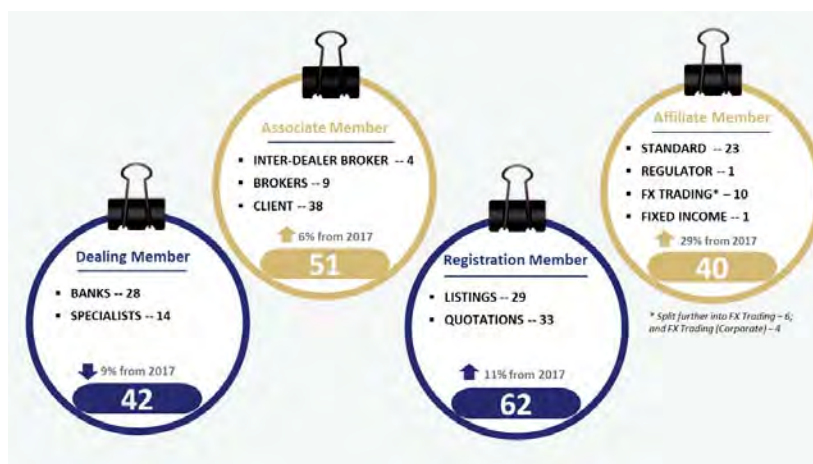 Associate Member
▪ INTER-DEALER BROKER -- 4
▪ BROKERS -- 9
▪ CLIENT -- 38
6% from 2017
51
Affiliate Member
▪ STANDARD -- 23
▪ REGULATOR -- 1
▪ FX TRADING* – 10
▪ FIXED INCOME -- 1
29% from 2017
40
* Split further into FX Trading – 6;
and FX Trading (Corporate) – 4
Dealing Member
▪ BANKS -- 28
▪ SPECIALISTS -- 14
9% from 2017
42
Registration Member
▪ LISTINGS -- 29
▪ QUOTATIONS -- 33
11% from 2017
62